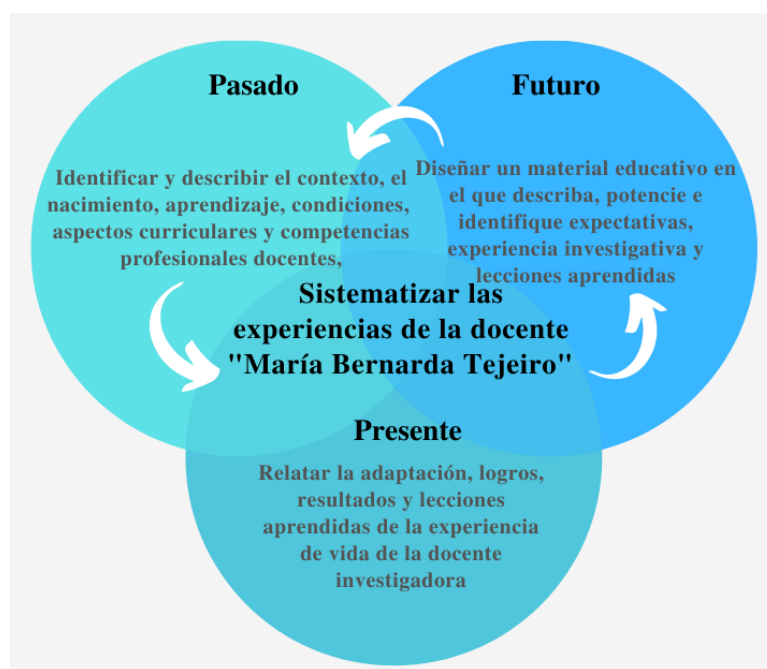 Pasado
Identificar y describir el contexto, el
nacimiento, aprendizaje, condiciones,
aspectos curriculares y competencias
profesionales docentes,
Futuro
Diseñar un material educativo en
el que describa, potencie e
identifique expectativas,
experiencia investigativa y
lecciones aprendidas
Sistematizar las
experiencias de la docente
"María Bernarda Tejeiro"
Presente
Relatar la adaptación, logros,
resultados y lecciones
aprendidas de la experiencia
de vida de la docente
investigadora